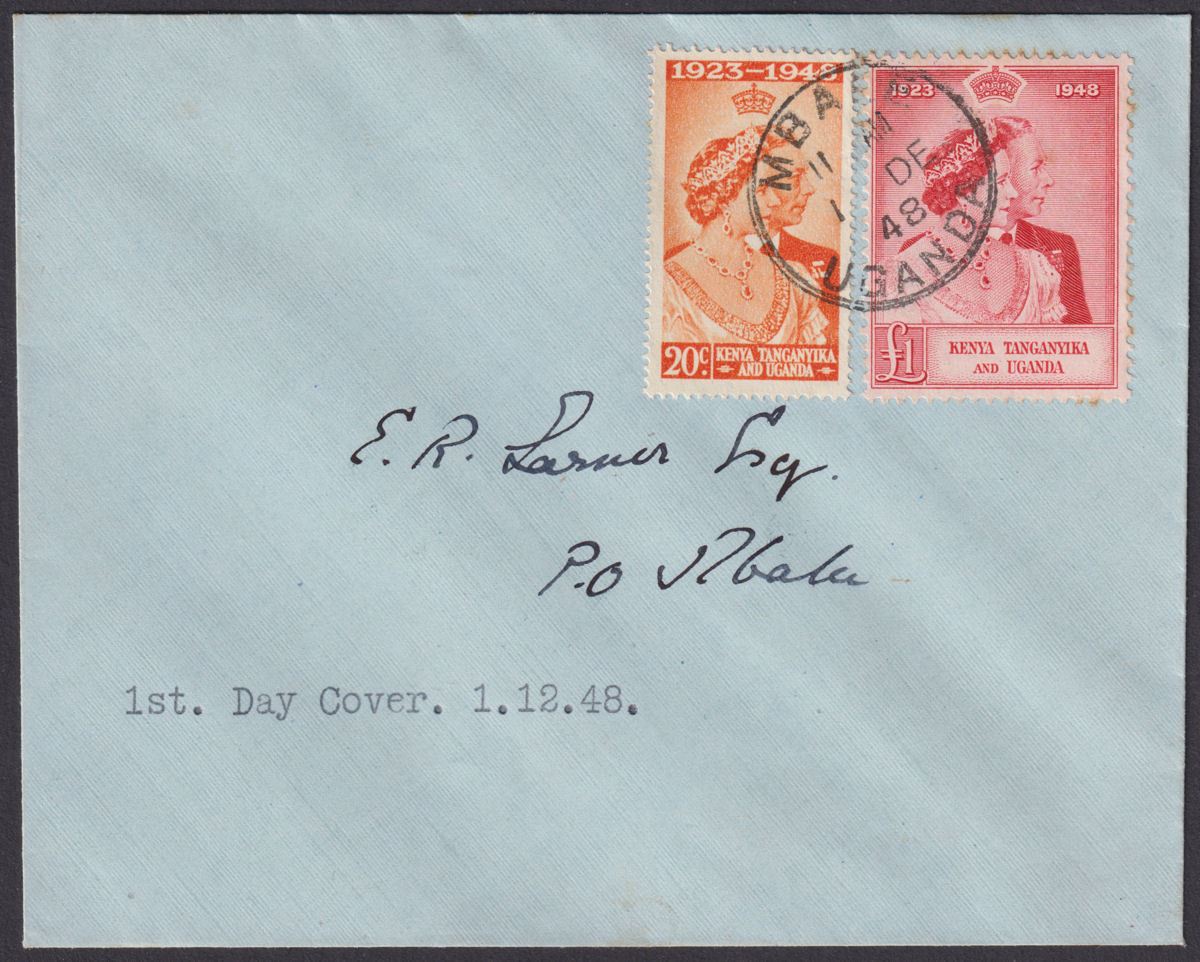 1923-1948
20c.
KENYA TANGANYIKA
AND UGANDA
1923 1948
£1
KENYA TANGANYIKA
AND UGANDA
MBALE
11 AM
1 DE
48
UGANDA
E. R. Larner Esq.
P.O Mbale
1st. Day Cover. 1.12.48.